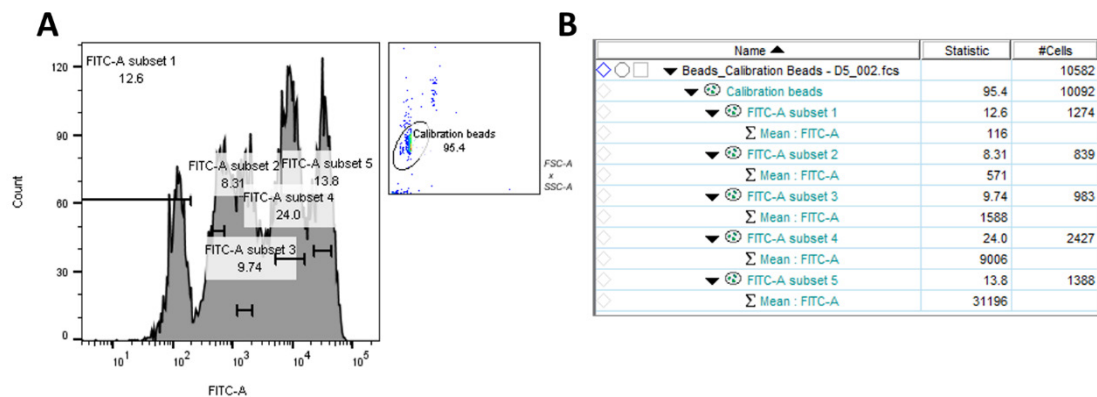 A
120
90
60
30
0
Count
FITC-A subset 1
12.6
FITC-A subset 2
8.31
FITC-A subset 5
13.8
FITC-A subset 4
24.0
FITC-A subset 3
9.74
10^1
10^2
10^3
10^4
10^5
FITC-A
Calibration beads
95.4
FSC-A
x
SSC-A
B
Name Statistic #Cells
Beads_Calibration Beads - D5_002.fcs 10582
Calibration beads 95.4 10092
FITC-A subset 1 12.6 1274
Σ Mean : FITC-A 116
FITC-A subset 2 8.31 839
Σ Mean : FITC-A 571
FITC-A subset 3 9.74 983
Σ Mean : FITC-A 1588
FITC-A subset 4 24.0 2427
Σ Mean : FITC-A 9006
FITC-A subset 5 13.8 1388
Σ Mean : FITC-A 31196